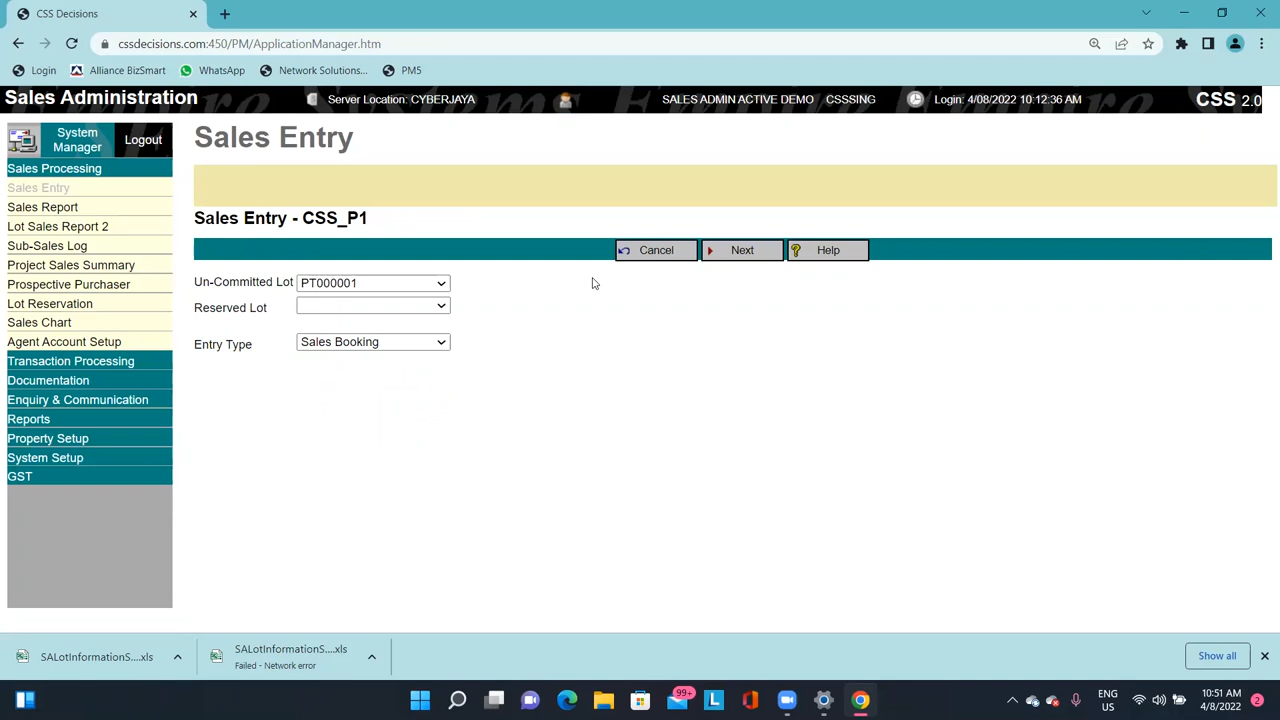 CSS Decisions
cssdecisions.com:450/PM/ApplicationManager.htm
Login
Alliance BizSmart
WhatsApp
Network Solutions...
PM5
Sales Administration
Server Location: CYBERJAYA
SALES ADMIN ACTIVE DEMO
CSSSING
Login: 4/08/2022 10:12:36 AM
CSS 2.0
System Manager
Logout
Sales Processing
Sales Entry
Sales Report
Lot Sales Report 2
Sub-Sales Log
Project Sales Summary
Prospective Purchaser
Lot Reservation
Sales Chart
Agent Account Setup
Transaction Processing
Documentation
Enquiry & Communication
Reports
Property Setup
System Setup
GST
Sales Entry
Sales Entry - CSS_P1
Cancel
Next
? Help
Un-Committed Lot PT000001
Reserved Lot
Entry Type Sales Booking
SALotInformationS....xls
SALotInformationS....xls
Failed - Network error
Show all
99+
L
ENG
US
10:51 AM
4/8/2022
2